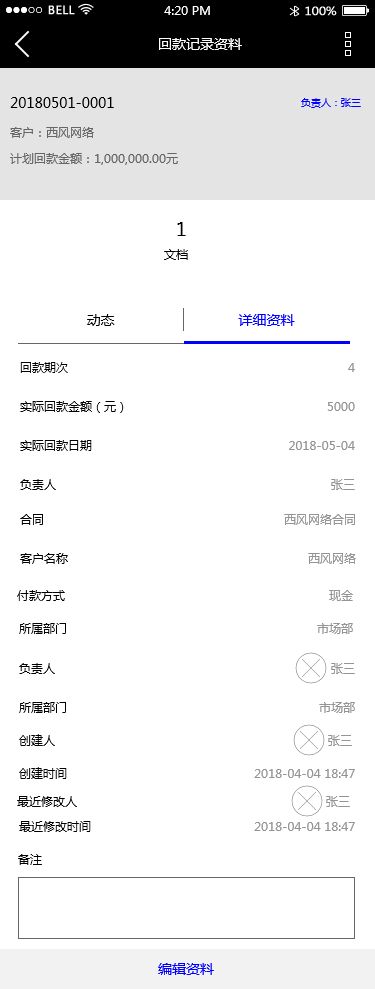 BELL 4:20 PM 100%
回款记录资料
20180501-0001 负责人：张三
客户：西风网络
计划回款金额：1,000,000.00元
1
文档
动态 详细资料
回款期次 4
实际回款金额（元） 5000
实际回款日期 2018-05-04
负责人 张三
合同 西风网络合同
客户名称 西风网络
付款方式 现金
所属部门 市场部
负责人 张三
所属部门 市场部
创建人 张三
创建时间 2018-04-04 18:47
最近修改人 张三
最近修改时间 2018-04-04 18:47
备注
编辑资料